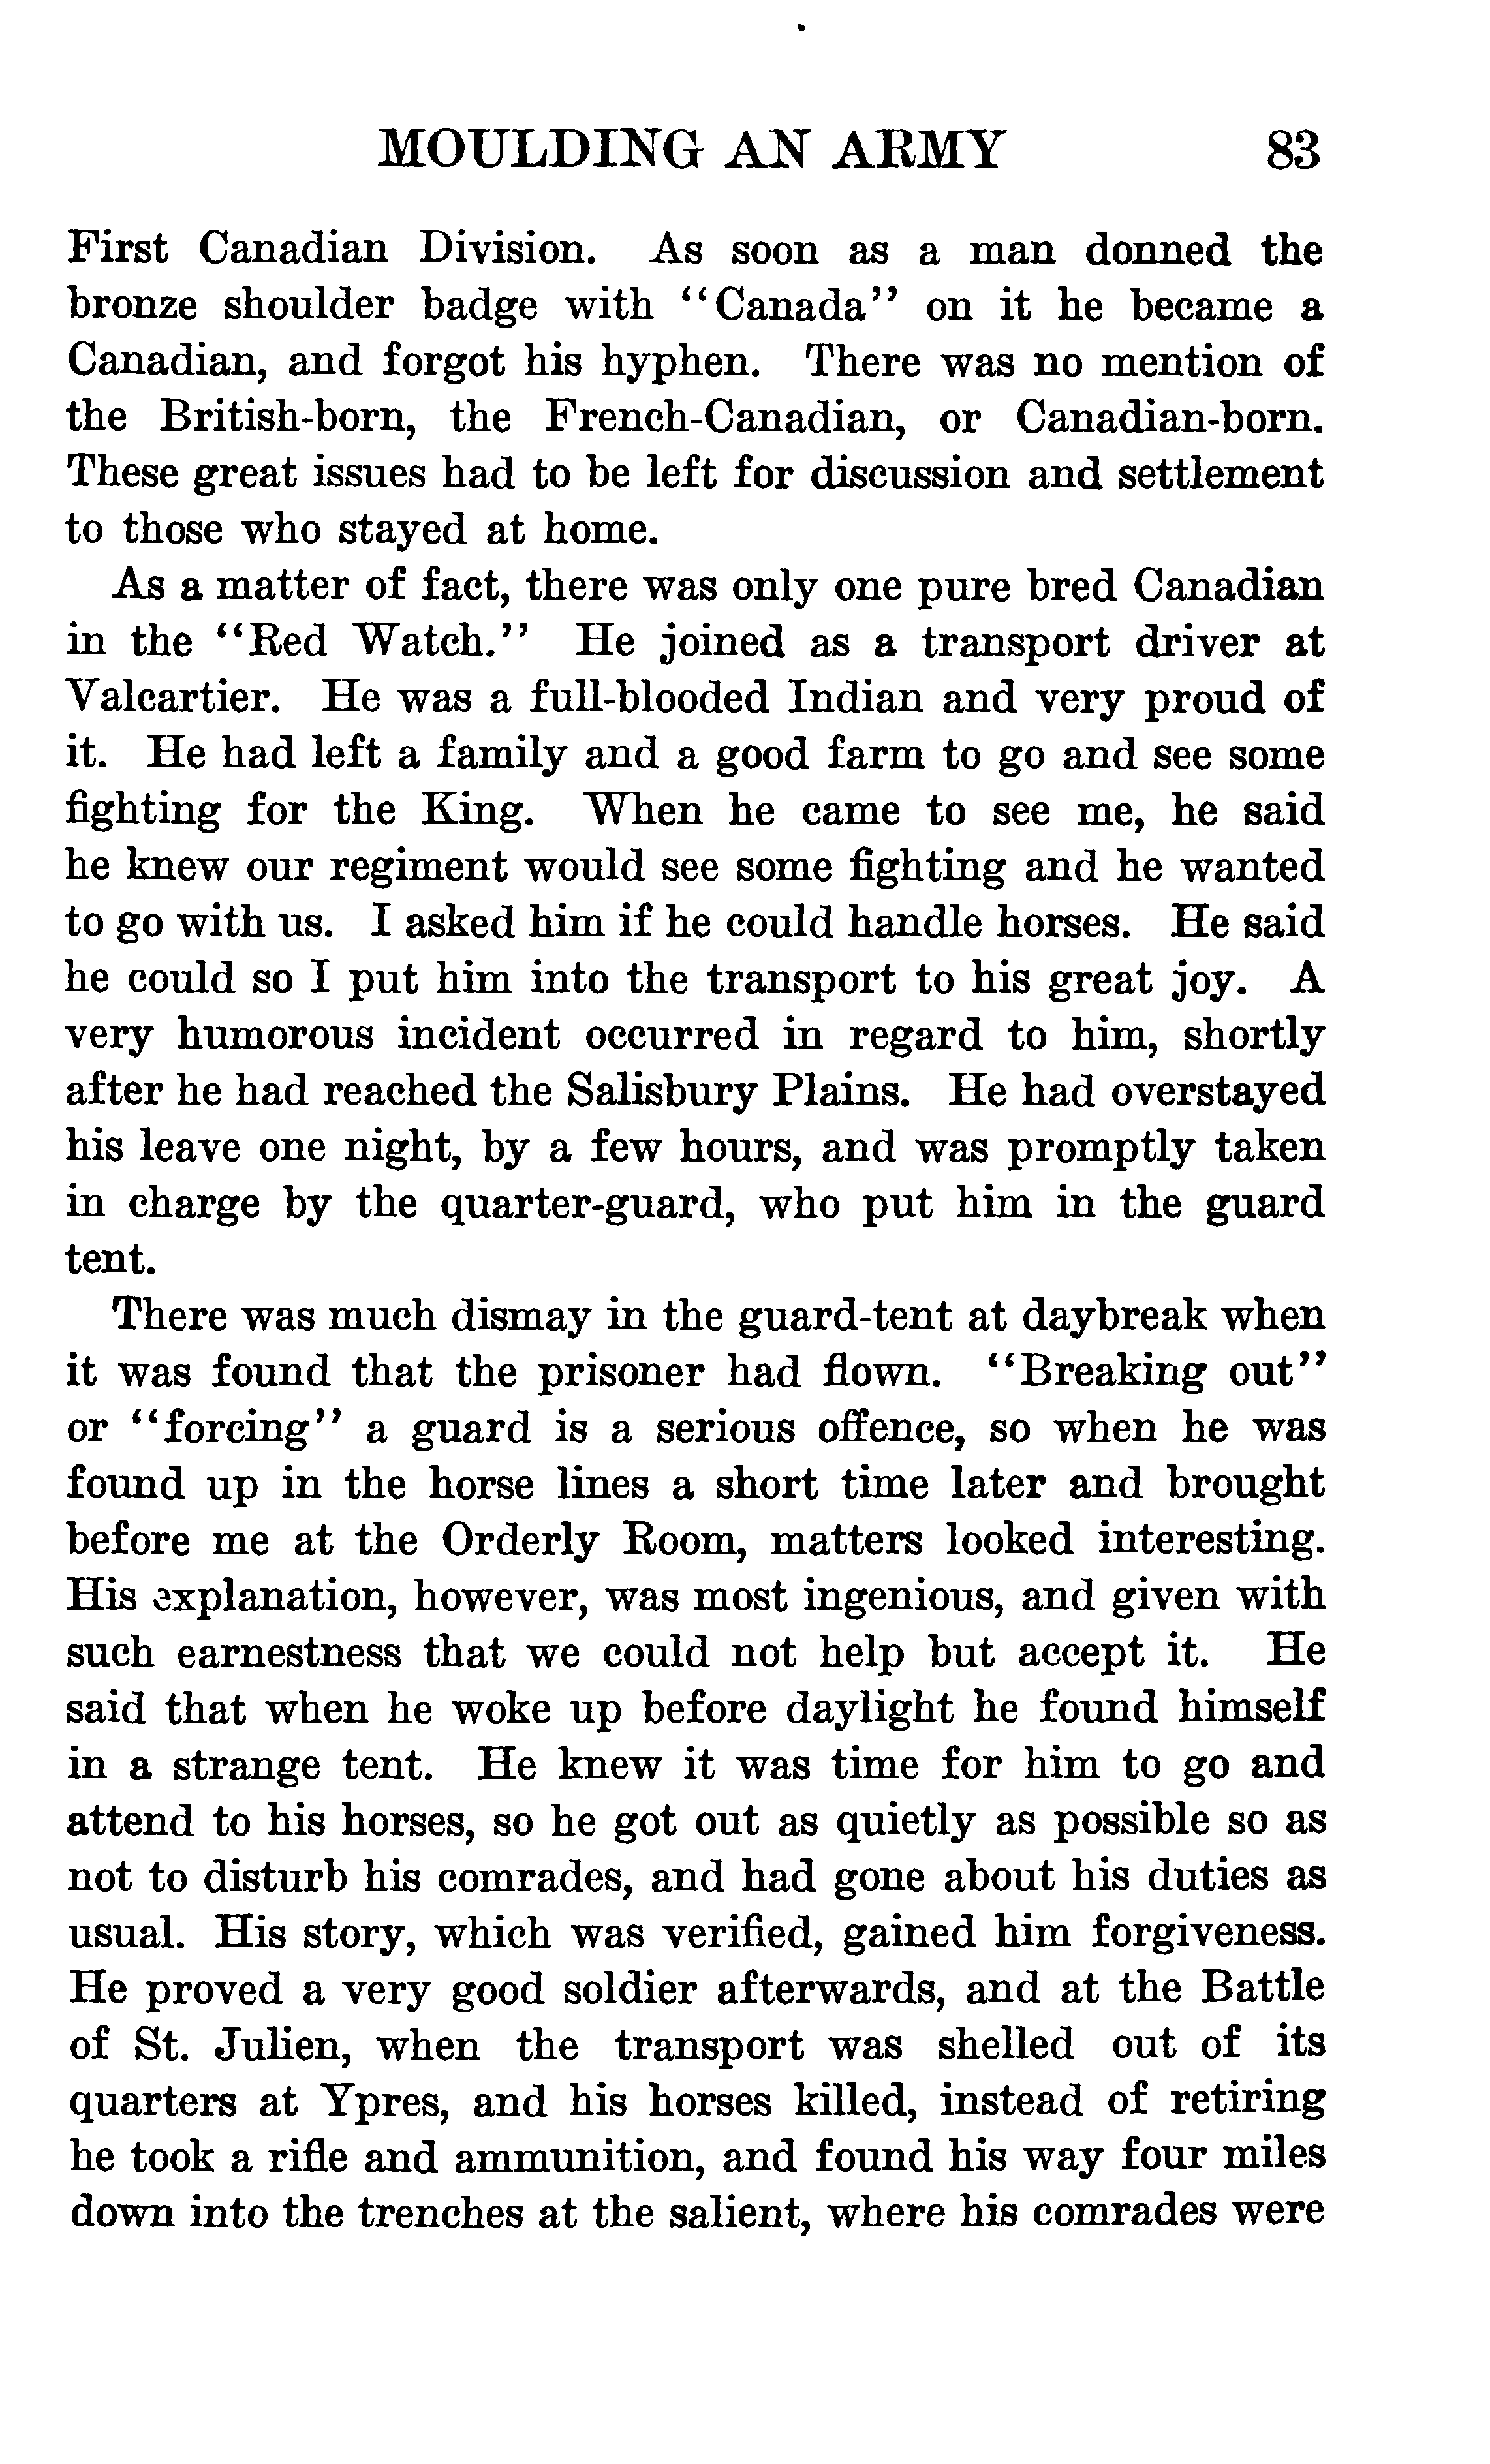 MOULDING AN ARMY 83
First Canadian Division. As soon as a man donned the
bronze shoulder badge with "Canada" on it he became a
Canadian, and forgot his hyphen. There was no mention of
the British-born, the French-Canadian, or Canadian-born.
These great issues had to be left for discussion and settlement
to those who stayed at home.
As a matter of fact, there was only one pure bred Canadian
in the "Red Watch." He joined as a transport driver at
Valcartier. He was a full-blooded Indian and very proud of
it. He had left a family and a good farm to go and see some
fighting for the King. When he came to see me, he said
he knew our regiment would see some fighting and he wanted
to go with us. I asked him if he could handle horses. He said
he could so I put him into the transport to his great joy. A
very humorous incident occurred in regard to him, shortly
after he had reached the Salisbury Plains. He had overstayed
his leave one night, by a few hours, and was promptly taken
in charge by the quarter-guard, who put him in the guard
tent.
There was much dismay in the guard-tent at daybreak when
it was found that the prisoner had flown. "Breaking out"
or "forcing" a guard is a serious offence, so when he was
found up in the horse lines a short time later and brought
before me at the Orderly Room, matters looked interesting.
His explanation, however, was most ingenious, and given with
such earnestness that we could not help but accept it. He
said that when he woke up before daylight he found himself
in a strange tent. He knew it was time for him to go and
attend to his horses, so he got out as quietly as possible so as
not to disturb his comrades, and had gone about his duties as
usual. His story, which was verified, gained him forgiveness.
He proved a very good soldier afterwards, and at the Battle
of St. Julien, when the transport was shelled out of its
quarters at Ypres, and his horses killed, instead of retiring
he took a rifle and ammunition, and found his way four miles
down into the trenches at the salient, where his comrades were